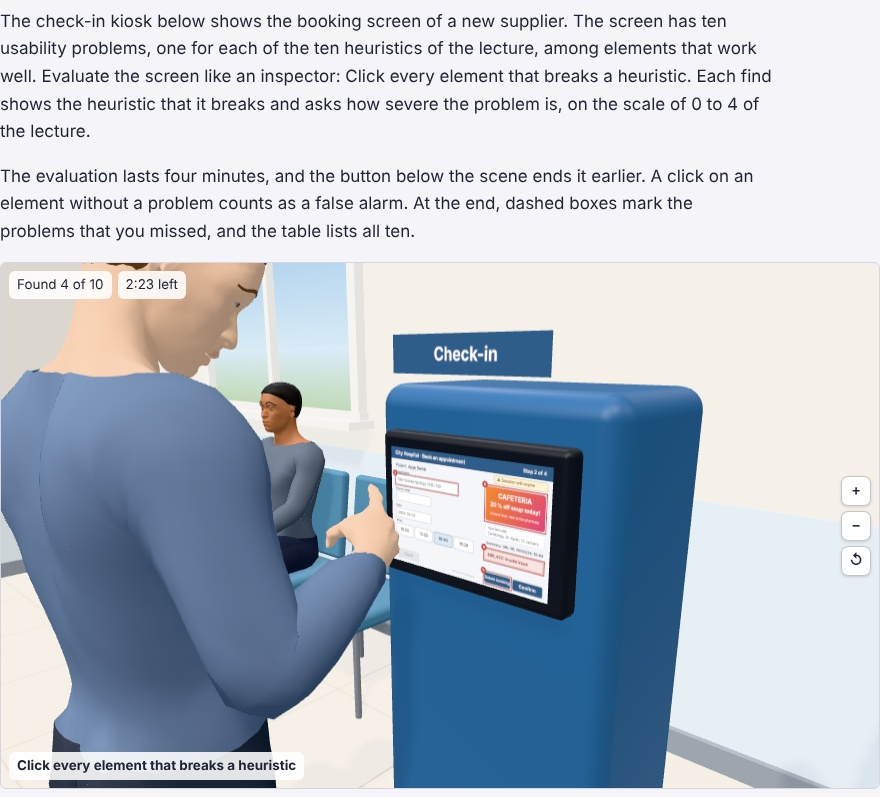 The check-in kiosk below shows the booking screen of a new supplier. The screen has ten
usability problems, one for each of the ten heuristics of the lecture, among elements that work
well. Evaluate the screen like an inspector: Click every element that breaks a heuristic. Each find
shows the heuristic that it breaks and asks how severe the problem is, on the scale of 0 to 4 of
the lecture.
The evaluation lasts four minutes, and the button below the scene ends it earlier. A click on an
element without a problem counts as a false alarm. At the end, dashed boxes mark the
problems that you missed, and the table lists all ten.
Found 4 of 10
2:23 left
Check-in
City Hospital · Book an appointment
Step 2 of 4
CAFETERIA
20 % off soup today!
Confirm
+
−
Click every element that breaks a heuristic